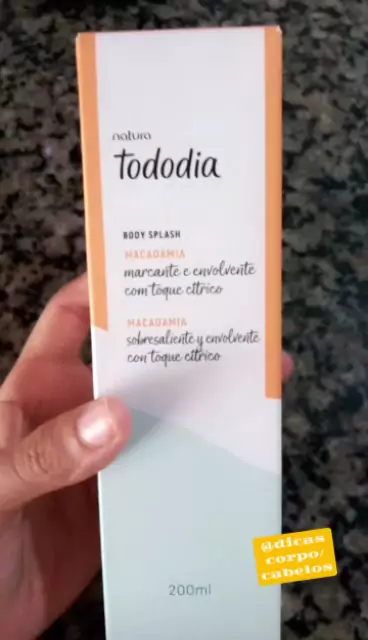 natura
tododia
BODY SPLASH
MACADAMIA
marcante e envolvente
com toque cítrico
MACADAMIA
sobresaliente y envolvente
con toque cítrico
200ml
@dicas
corpo/
cabelos